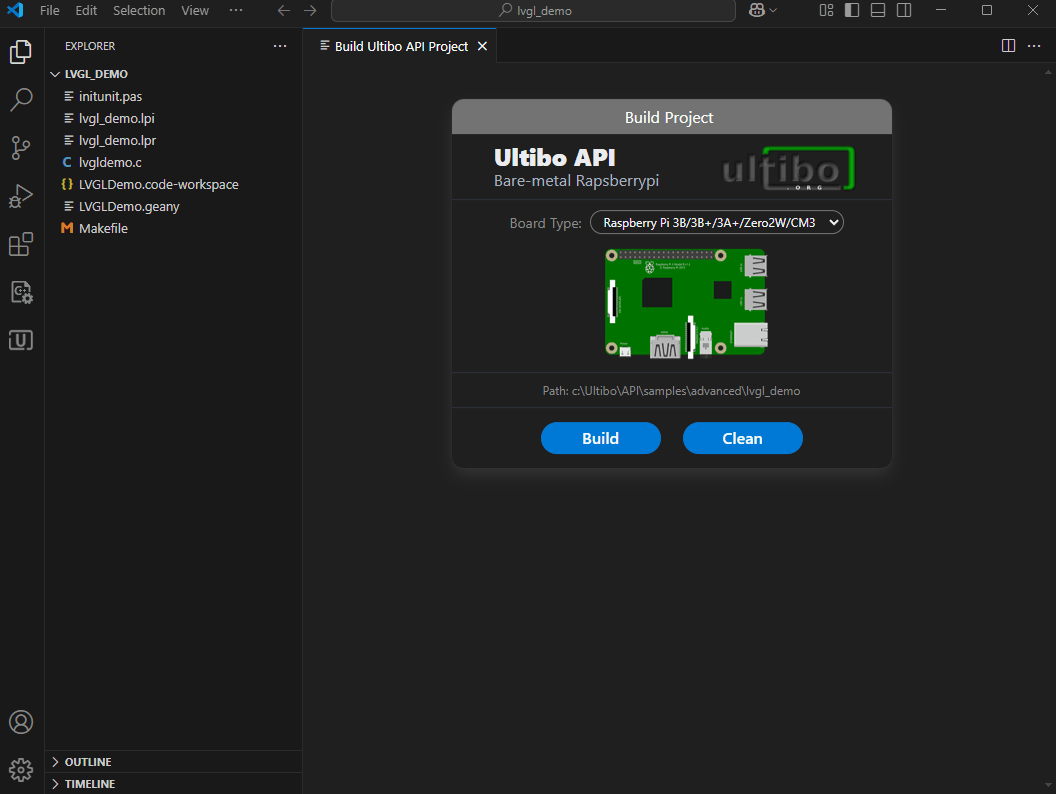 File Edit Selection View ··· lvgl_demo
EXPLORER ···
Build Ultibo API Project
LVGL_DEMO
initunit.pas
lvgl_demo.lpi
lvgl_demo.lpr
C lvgldemo.c
{} LVGLDemo.code-workspace
LVGLDemo.geany
M Makefile
Build Project
Ultibo API
Bare-metal Rapsberrypi
ultibo
.ORG
Board Type: Raspberry Pi 3B/3B+/3A+/Zero2W/CM3
Path: c:\Ultibo\API\samples\advanced\lvgl_demo
Build Clean
U
OUTLINE
TIMELINE